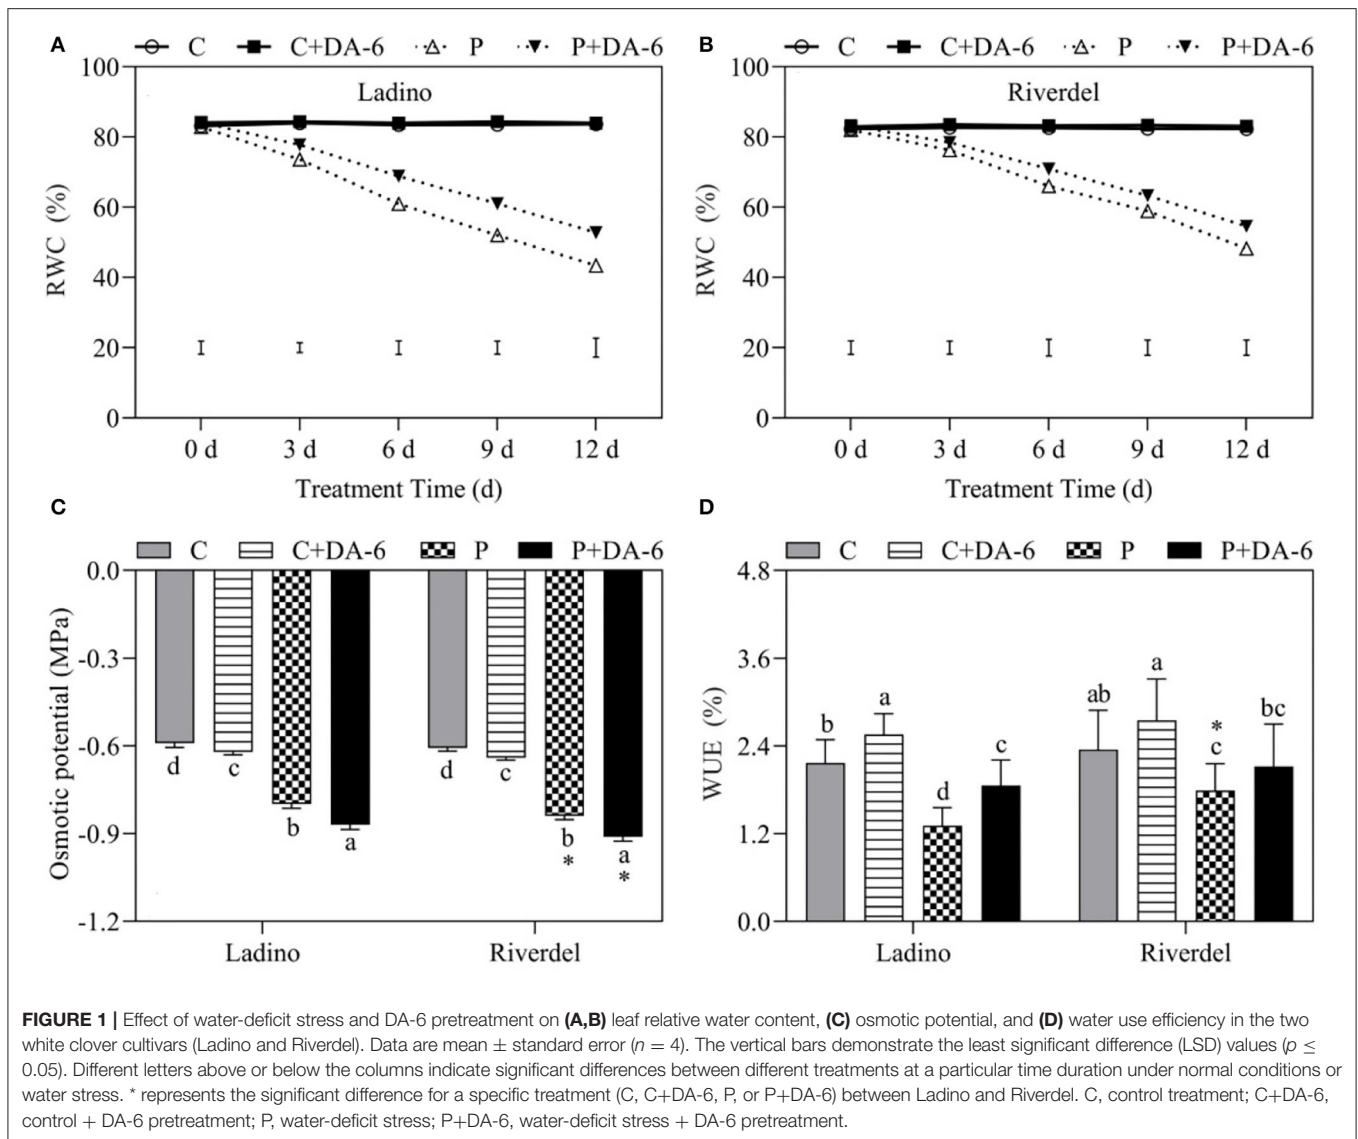 A
C C+DA-6 P P+DA-6
Ladino
RWC (%)
100
80
60
40
20
0
0 d 3 d 6 d 9 d 12 d
Treatment Time (d)
B
C C+DA-6 P P+DA-6
Riverdel
RWC (%)
100
80
60
40
20
0
0 d 3 d 6 d 9 d 12 d
Treatment Time (d)
C
C C+DA-6 P P+DA-6
Osmotic potential (MPa)
0.0
-0.3
-0.6
-0.9
-1.2
d c b a
d c b a
* *
Ladino Riverdel
D
C C+DA-6 P P+DA-6
WUE (%)
4.8
3.6
2.4
1.2
0.0
b a d c
ab a * c bc
Ladino Riverdel
FIGURE 1 | Effect of water-deficit stress and DA-6 pretreatment on (A,B) leaf relative water content, (C) osmotic potential, and (D) water use efficiency in the two
white clover cultivars (Ladino and Riverdel). Data are mean ± standard error (n = 4). The vertical bars demonstrate the least significant difference (LSD) values (p ≤
0.05). Different letters above or below the columns indicate significant differences between different treatments at a particular time duration under normal conditions or
water stress. * represents the significant difference for a specific treatment (C, C+DA-6, P, or P+DA-6) between Ladino and Riverdel. C, control treatment; C+DA-6,
control + DA-6 pretreatment; P, water-deficit stress; P+DA-6, water-deficit stress + DA-6 pretreatment.